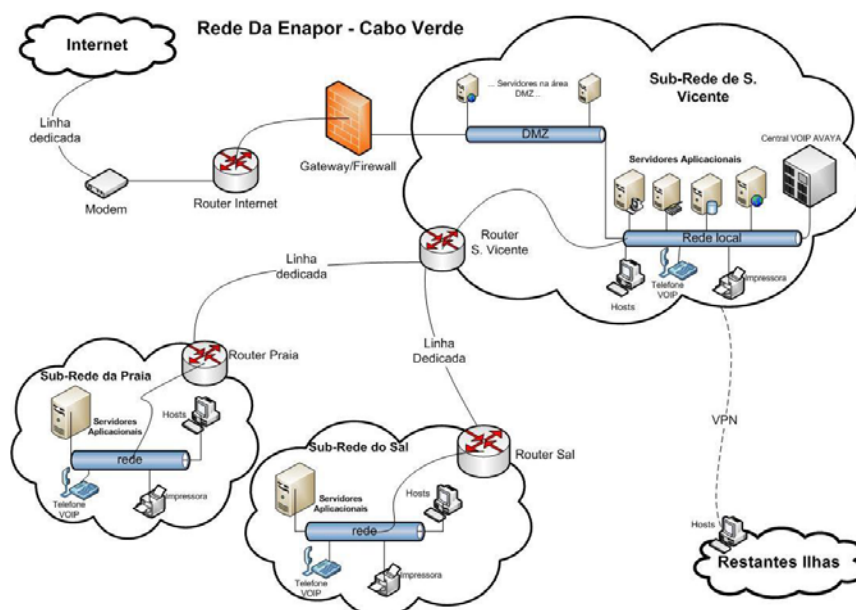 Rede Da Enapor - Cabo Verde
Internet
Linha
dedicada
Modem
Router Internet
Gateway/Firewall
... Servidores na área
DMZ ...
DMZ
Sub-Rede de S.
Vicente
Central VOIP AVAYA
Servidores Aplicacionais
Rede local
Hosts
Telefone
VOIP
Impressora
Router
S. Vicente
Linha
dedicada
Linha
Dedicada
VPN
Router Praia
Sub-Rede da Praia
Servidores
Aplicacionais
Hosts
rede
Telefone
VOIP
Impressora
Router Sal
Sub-Rede do Sal
Servidores
Aplicacionais
Hosts
rede
Telefone
VOIP
Impressora
Hosts
Restantes Ilhas